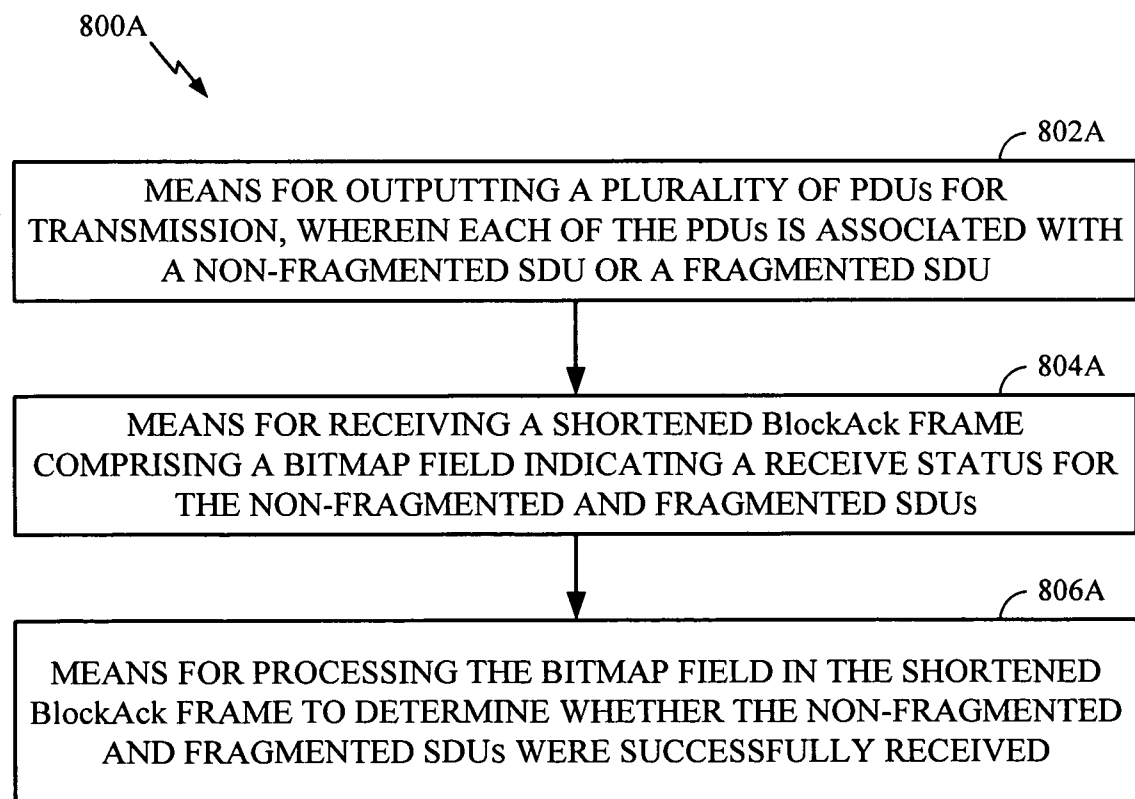 800A
802A
MEANS FOR OUTPUTTING A PLURALITY OF PDUs FOR
TRANSMISSION, WHEREIN EACH OF THE PDUs IS ASSOCIATED WITH
A NON-FRAGMENTED SDU OR A FRAGMENTED SDU
804A
MEANS FOR RECEIVING A SHORTENED BlockAck FRAME
COMPRISING A BITMAP FIELD INDICATING A RECEIVE STATUS FOR
THE NON-FRAGMENTED AND FRAGMENTED SDUs
806A
MEANS FOR PROCESSING THE BITMAP FIELD IN THE SHORTENED
BlockAck FRAME TO DETERMINE WHETHER THE NON-FRAGMENTED
AND FRAGMENTED SDUs WERE SUCCESSFULLY RECEIVED